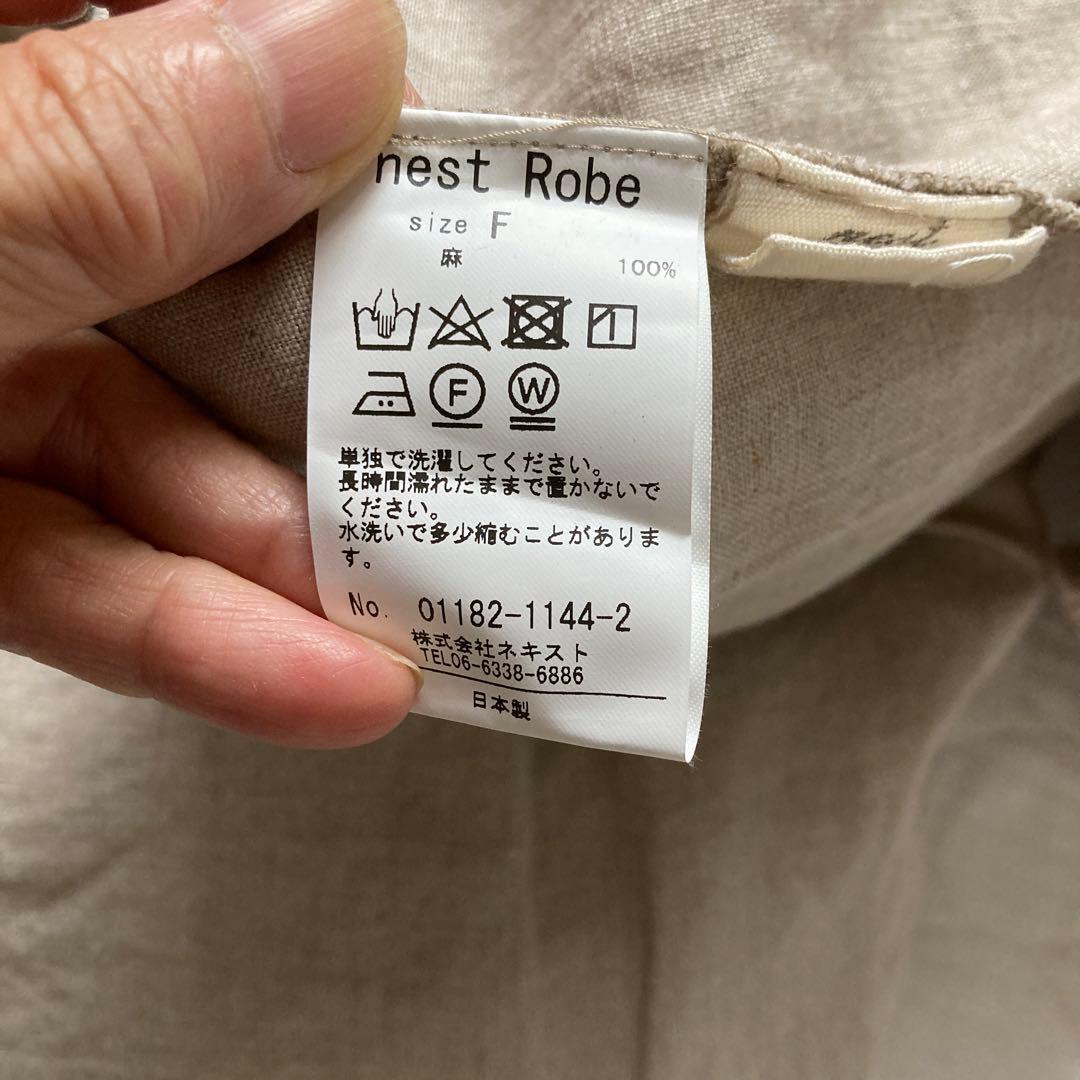 nest Robe
size F
麻 100%
F W
単独で洗濯してください。
長時間濡れたままで置かないで
ください。
水洗いで多少縮むことがありま
す。
No. 01182-1144-2
株式会社ネキスト
TEL06-6338-6886
日本製